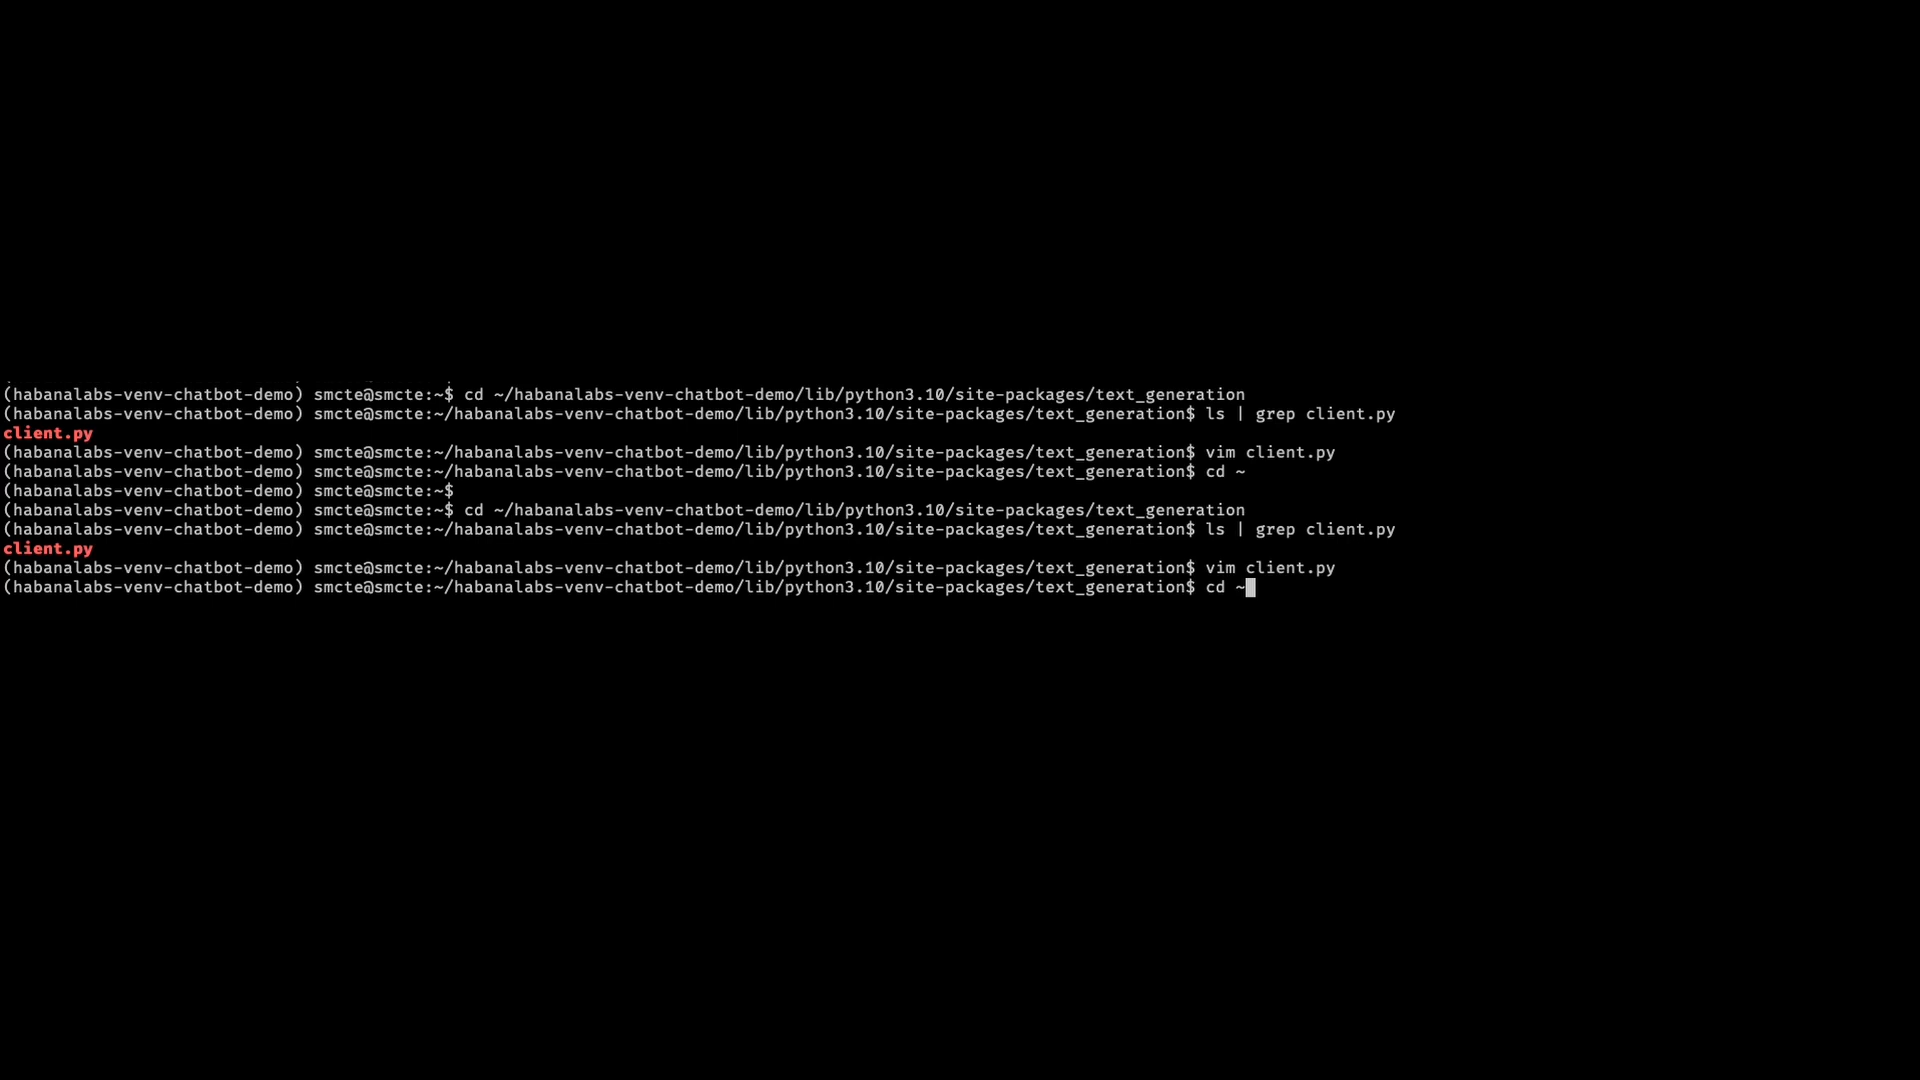 (habanalabs-venv-chatbot-demo) smcte@smcte:~$ cd ~/habanalabs-venv-chatbot-demo/lib/python3.10/site-packages/text_generation
(habanalabs-venv-chatbot-demo) smcte@smcte:~/habanalabs-venv-chatbot-demo/lib/python3.10/site-packages/text_generation$ ls | grep client.py
client.py
(habanalabs-venv-chatbot-demo) smcte@smcte:~/habanalabs-venv-chatbot-demo/lib/python3.10/site-packages/text_generation$ vim client.py
(habanalabs-venv-chatbot-demo) smcte@smcte:~/habanalabs-venv-chatbot-demo/lib/python3.10/site-packages/text_generation$ cd ~
(habanalabs-venv-chatbot-demo) smcte@smcte:~$
(habanalabs-venv-chatbot-demo) smcte@smcte:~$ cd ~/habanalabs-venv-chatbot-demo/lib/python3.10/site-packages/text_generation
(habanalabs-venv-chatbot-demo) smcte@smcte:~/habanalabs-venv-chatbot-demo/lib/python3.10/site-packages/text_generation$ ls | grep client.py
client.py
(habanalabs-venv-chatbot-demo) smcte@smcte:~/habanalabs-venv-chatbot-demo/lib/python3.10/site-packages/text_generation$ vim client.py
(habanalabs-venv-chatbot-demo) smcte@smcte:~/habanalabs-venv-chatbot-demo/lib/python3.10/site-packages/text_generation$ cd ~